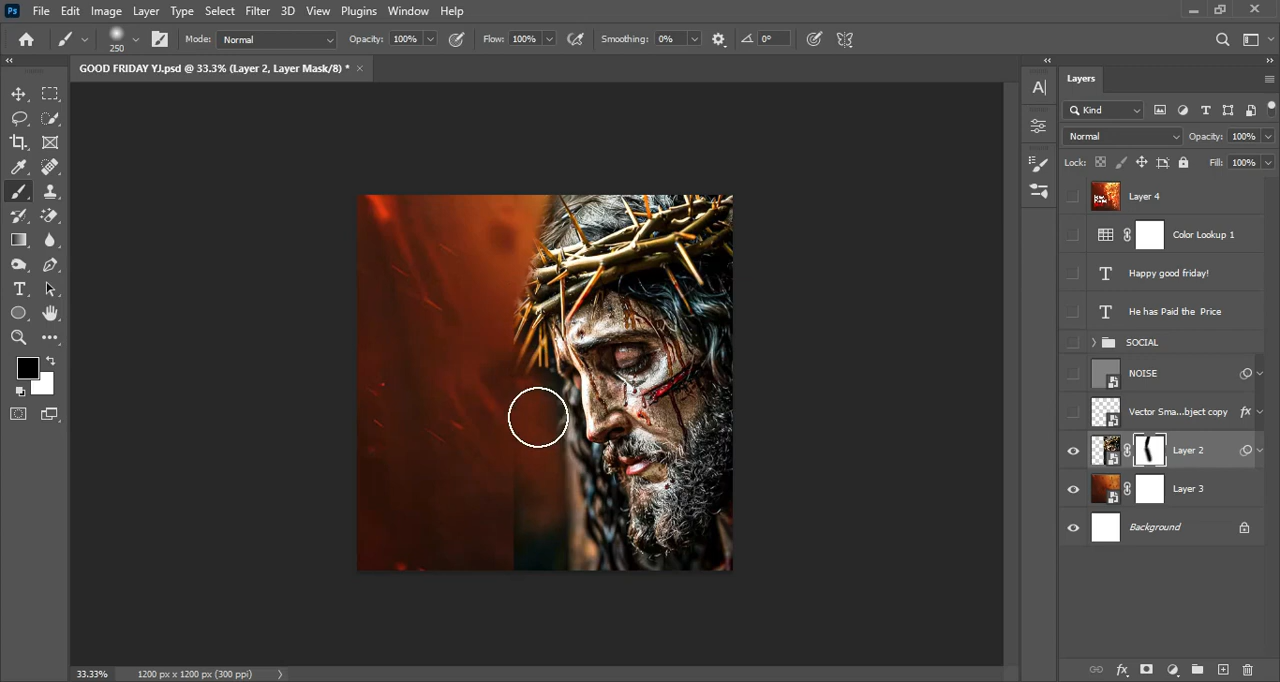 File Edit Image Layer Type Select Filter 3D View Plugins Window Help
250 Mode: Normal Opacity: 100% Flow: 100% Smoothing: 0% 0°
GOOD FRIDAY YJ.psd @ 33.3% (Layer 2, Layer Mask/8) *
Layers
Kind
Normal Opacity: 100%
Lock: Fill: 100%
Layer 4
Color Lookup 1
Happy good friday!
He has Paid the Price
SOCIAL
NOISE
Vector Sma...bject copy
Layer 2
Layer 3
Background
33.33% 1200 px x 1200 px (300 ppi)